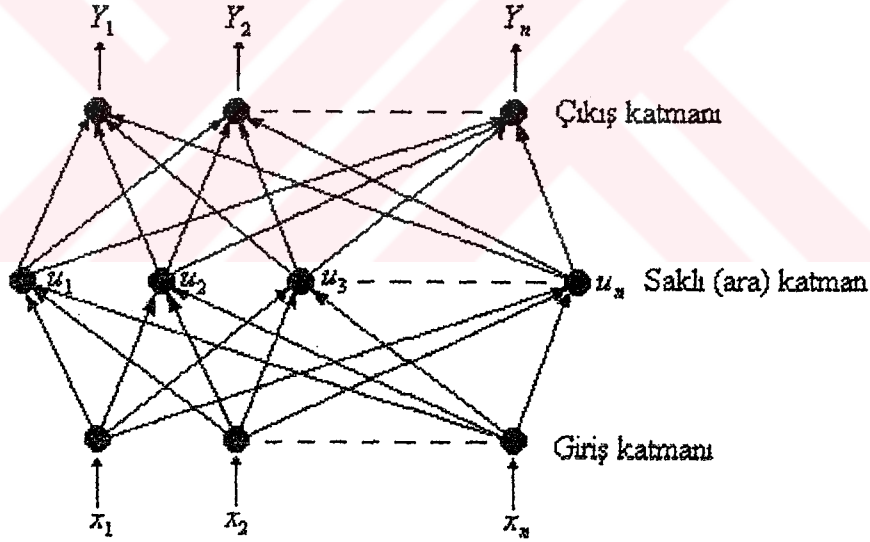 Y₁ Y₂ Yₙ
Çıkış katmanı
u₁ u₂ u₃ uₙ Saklı (ara) katman
Giriş katmanı
x₁ x₂ xₙ